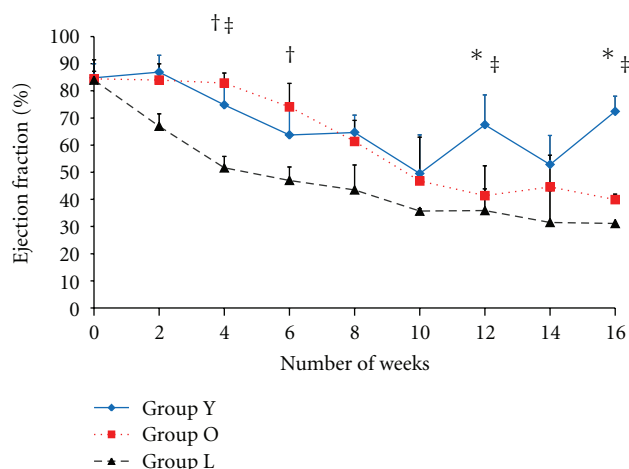 † ‡ † * ‡ * ‡
100
90
80
70
60
50
40
30
20
10
0
Ejection fraction (%)
0 2 4 6 8 10 12 14 16
Number of weeks
Group Y
Group O
Group L